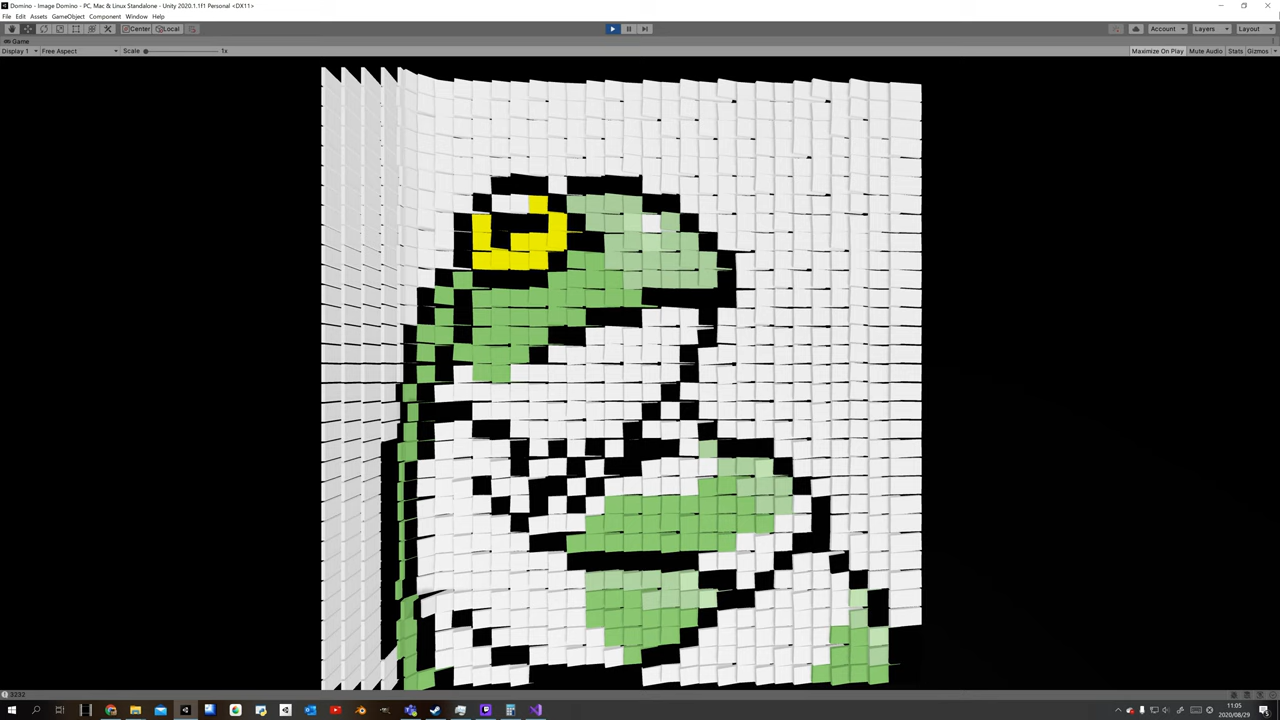 Domino - Image Domino - PC, Mac & Linux Standalone - Unity 2020.1.1f1 Personal <DX11>
File Edit Assets GameObject Component Window Help
Center Local Account Layers Layout
Game
Display 1 Free Aspect Scale 1x Maximize On Play Mute Audio Stats Gizmos
3232
11:05
2020/08/29